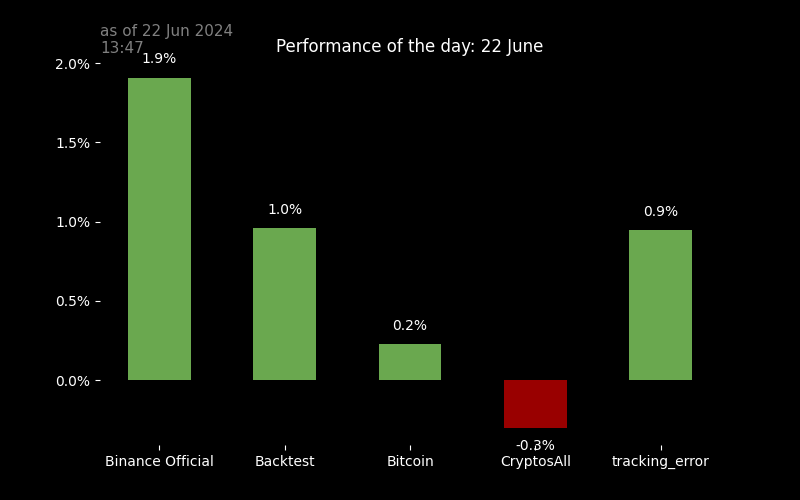 as of 22 Jun 2024
13:47
Performance of the day: 22 June
2.0%
1.5%
1.0%
0.5%
0.0%
1.9%
1.0%
0.2%
-0.3%
0.9%
Binance Official
Backtest
Bitcoin
CryptosAll
tracking_error